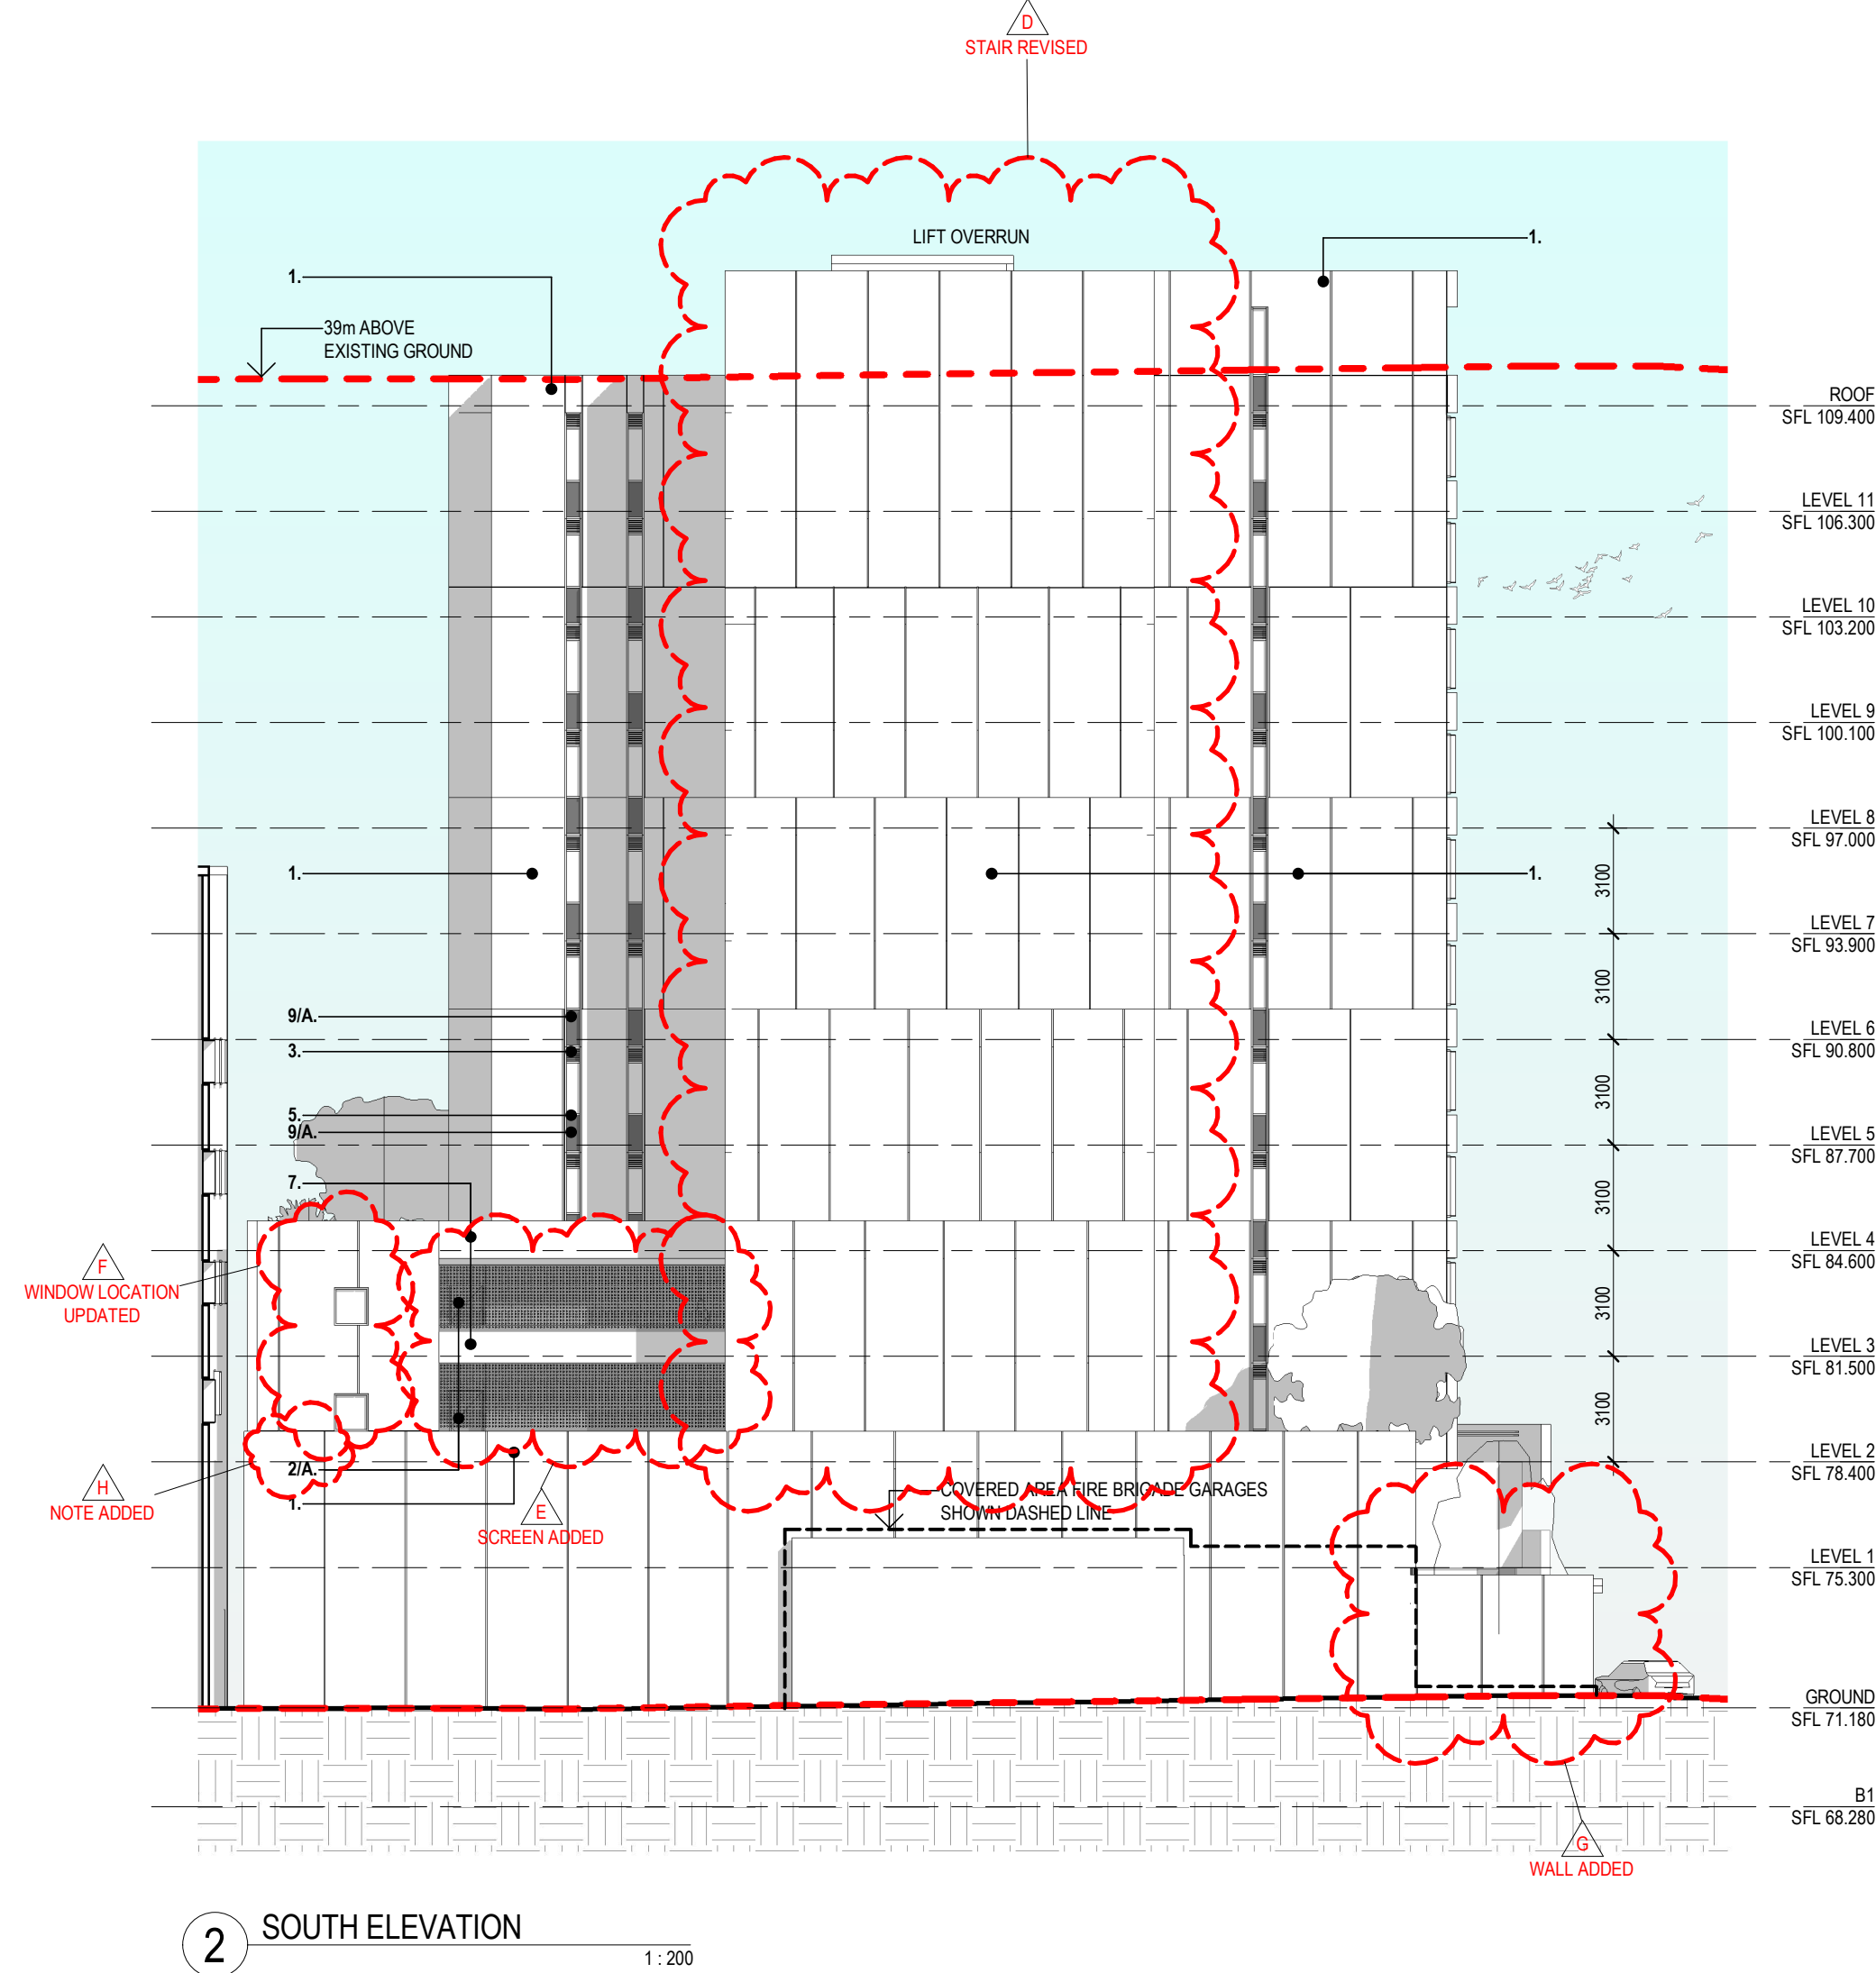 D
STAIR REVISED
LIFT OVERRUN
1.
1.
39m ABOVE
EXISTING GROUND
ROOF
SFL 109.400
LEVEL 11
SFL 106.300
LEVEL 10
SFL 103.200
LEVEL 9
SFL 100.100
LEVEL 8
SFL 97.000
1.
1.
3100
LEVEL 7
SFL 93.900
3100
9/A.
3.
LEVEL 6
SFL 90.800
3100
5.
9/A.
LEVEL 5
SFL 87.700
7.
3100
LEVEL 4
SFL 84.600
F
WINDOW LOCATION
UPDATED
3100
LEVEL 3
SFL 81.500
3100
LEVEL 2
SFL 78.400
2/A.
H
NOTE ADDED
1.
E
SCREEN ADDED
COVERED AREA FIRE BRIGADE GARAGES
SHOWN DASHED LINE
LEVEL 1
SFL 75.300
GROUND
SFL 71.180
B1
SFL 68.280
G
WALL ADDED
2
SOUTH ELEVATION
1 : 200